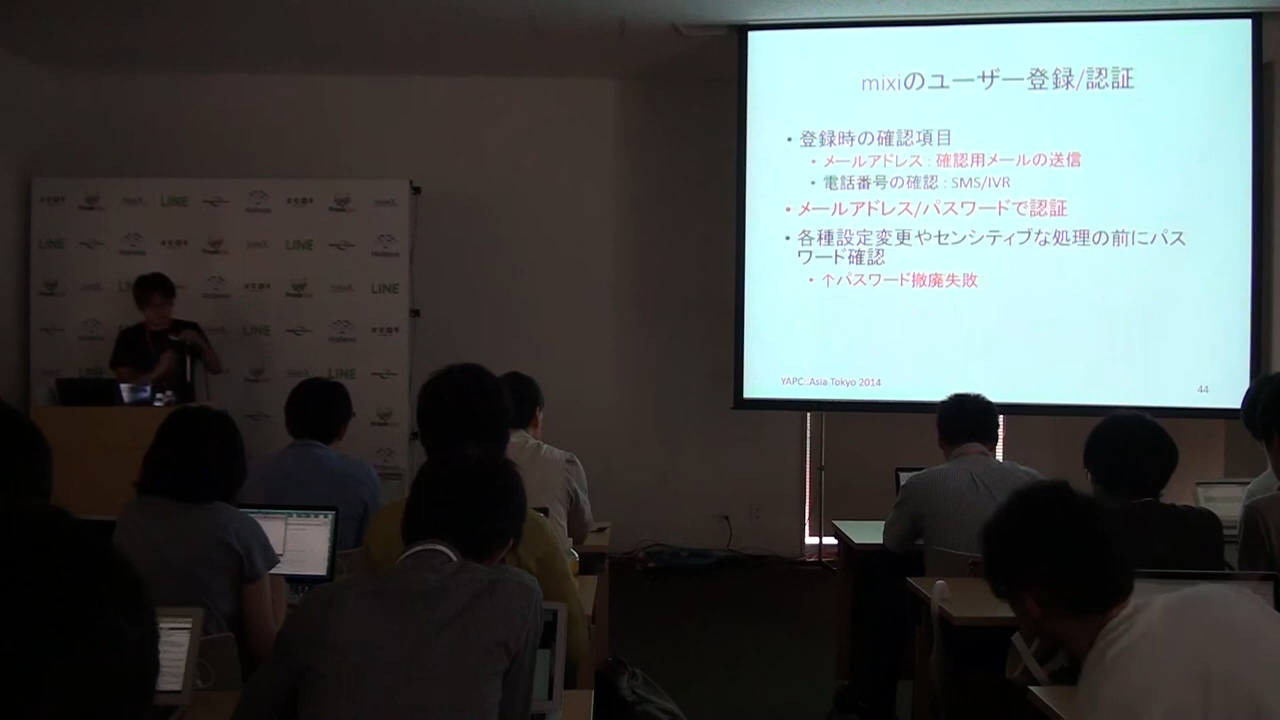 mixiのユーザー登録/認証
• 登録時の確認項目
• メールアドレス : 確認用メールの送信
• 電話番号の確認 : SMS/IVR
• メールアドレス/パスワードで認証
• 各種設定変更やセンシティブな処理の前にパス
ワード確認
• ↑パスワード撤廃失敗
YAPC::Asia Tokyo 2014
44
LINE
LINE
LINE
LINE
LINE
LINE